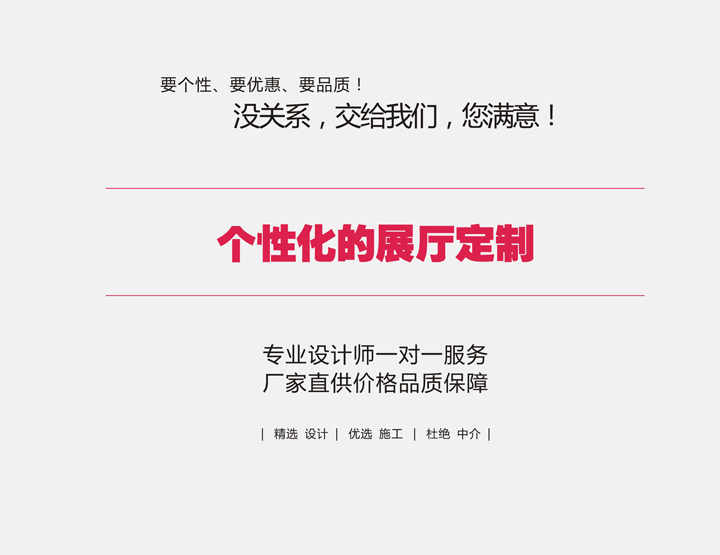 要个性、要优惠、要品质！
没关系，交给我们，您满意！
个性化的展厅定制
专业设计师一对一服务
厂家直供价格品质保障
| 精选 设计 | 优选 施工 | 杜绝 中介 |